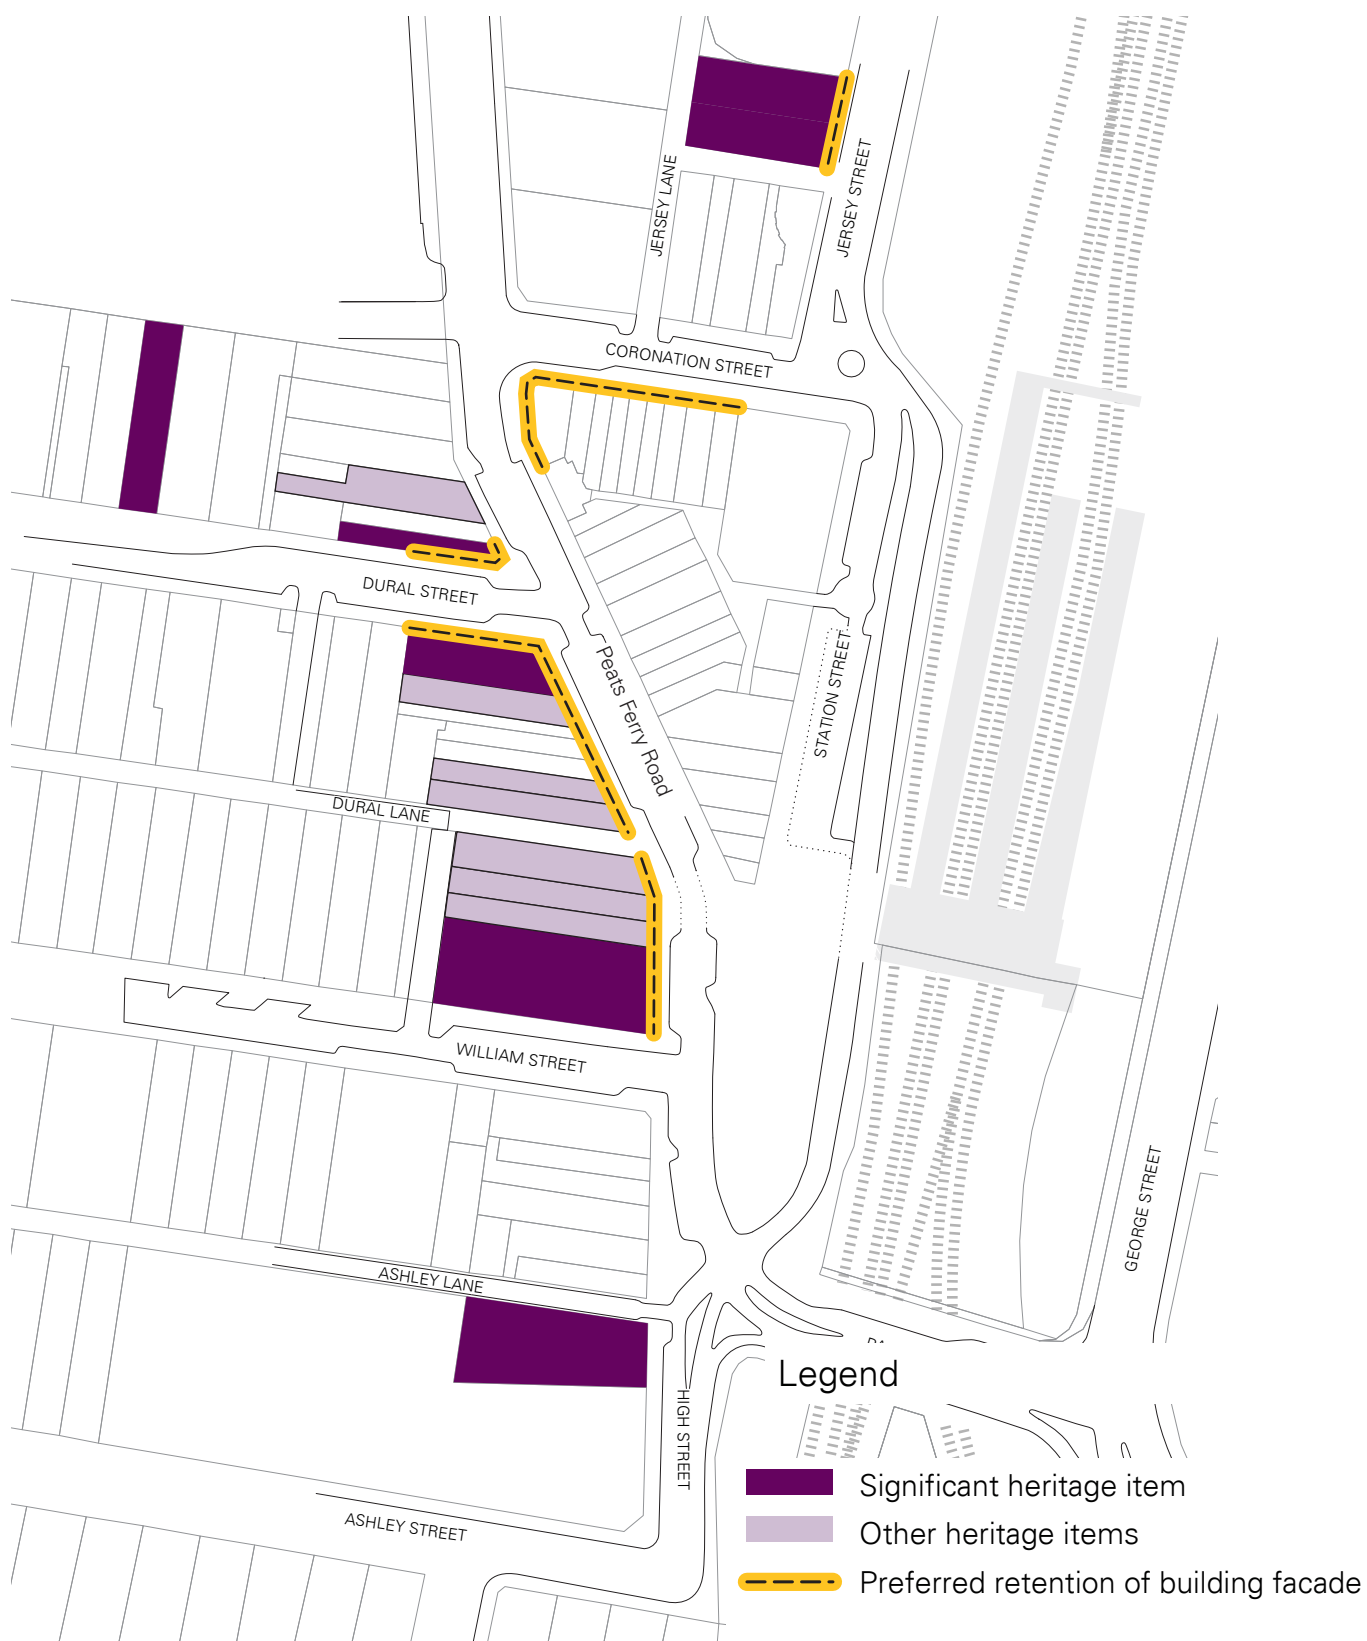 JERSEY LANE
JERSEY STREET
CORONATION STREET
DURAL STREET
Peats Ferry Road
STATION STREET
DURAL LANE
WILLIAM STREET
GEORGE STREET
ASHLEY LANE
HIGH STREET
ASHLEY STREET
Legend
Significant heritage item
Other heritage items
Preferred retention of building facade